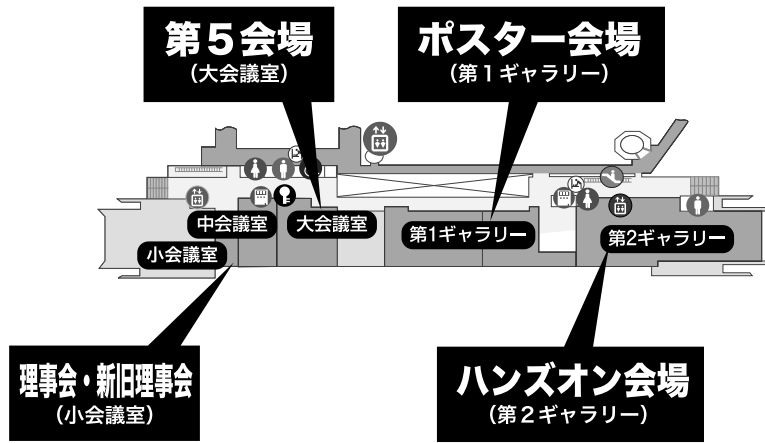 第5会場
（大会議室）
ポスター会場
（第1ギャラリー）
中会議室
大会議室
小会議室
第1ギャラリー
第2ギャラリー
理事会・新旧理事会
（小会議室）
ハンズオン会場
（第2ギャラリー）